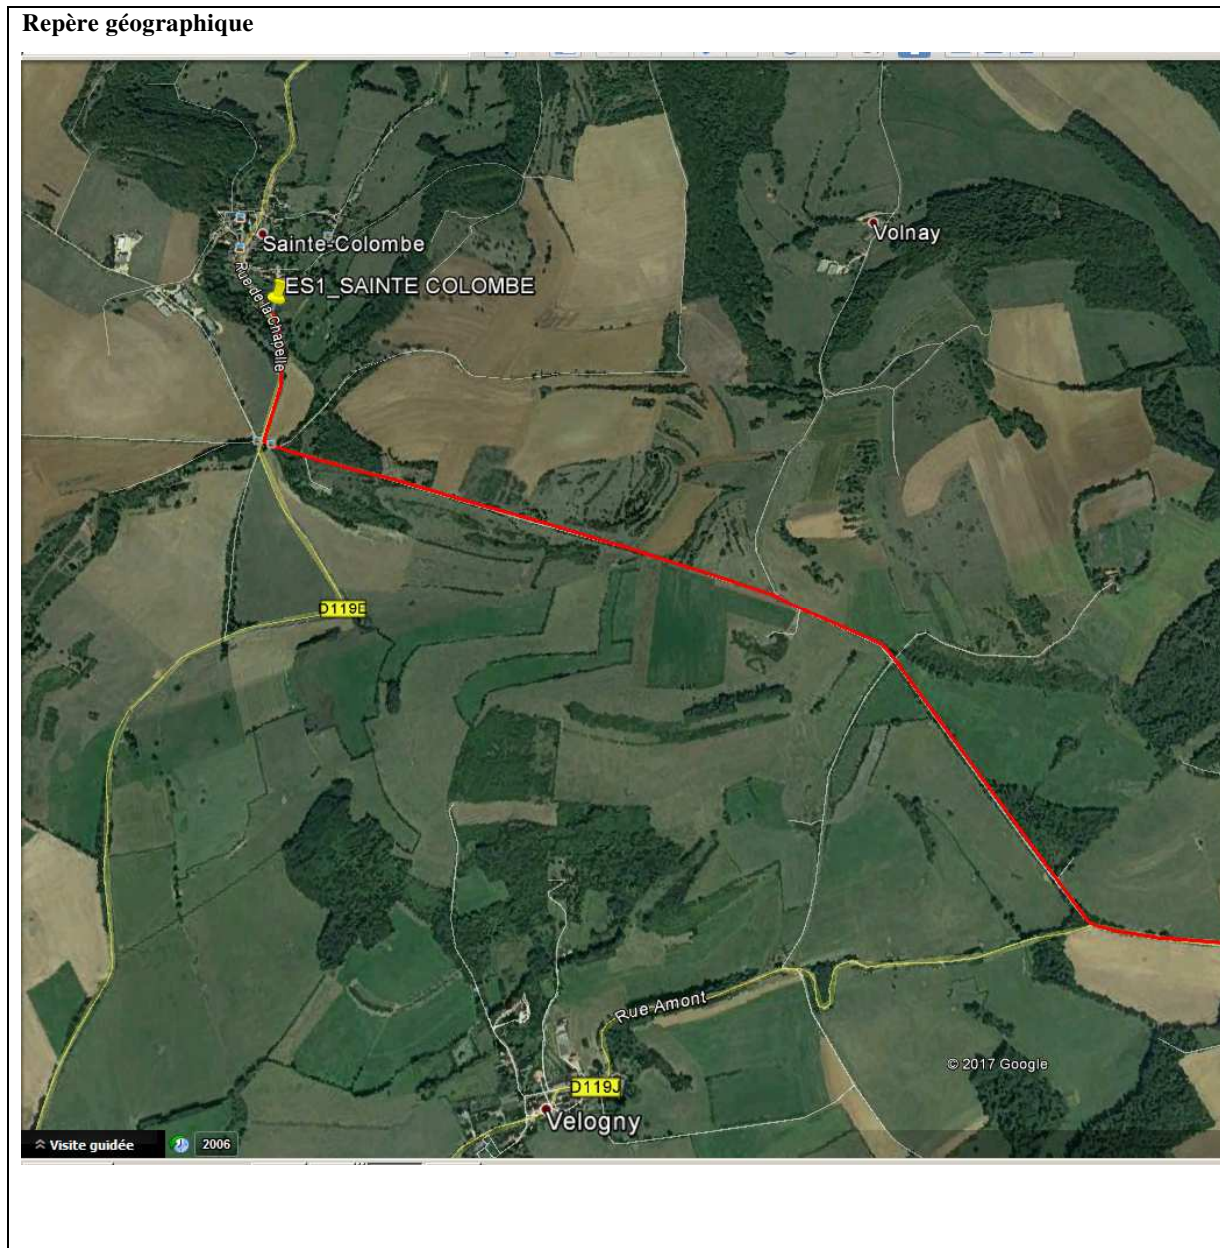 Repère géographique
Sainte-Colombe
Volnay
ES1_SAINTE COLOMBE
Rue de la Chapelle
D119E
Rue Amont
© 2017 Google
D119J
Velogny
Visite guidée
2006